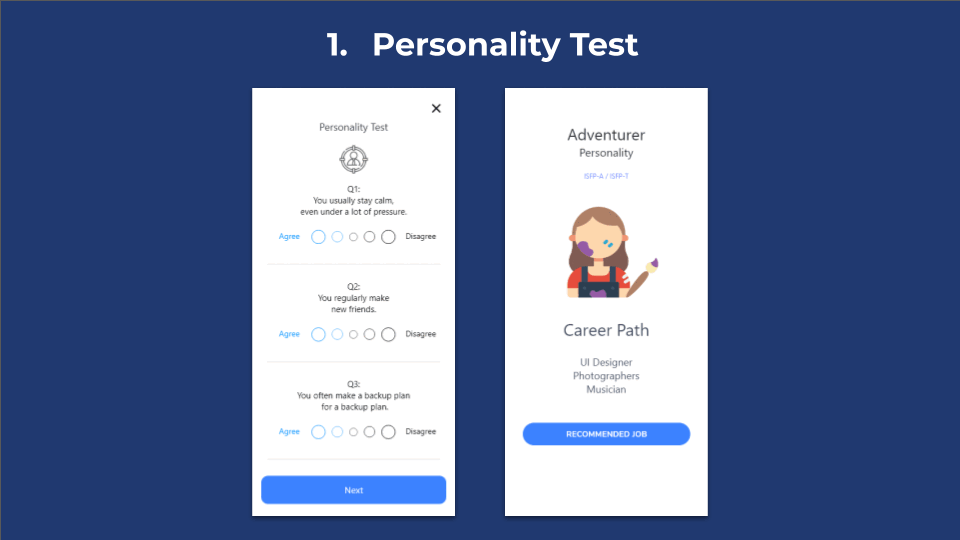 1. Personality Test
Personality Test
Q1:
You usually stay calm,
even under a lot of pressure.
Agree Disagree
Q2:
You regularly make
new friends.
Agree Disagree
Q3:
You often make a backup plan
for a backup plan.
Agree Disagree
Next
Adventurer
Personality
ISFP-A / ISFP-T
Career Path
UI Designer
Photographers
Musician
RECOMMENDED JOB